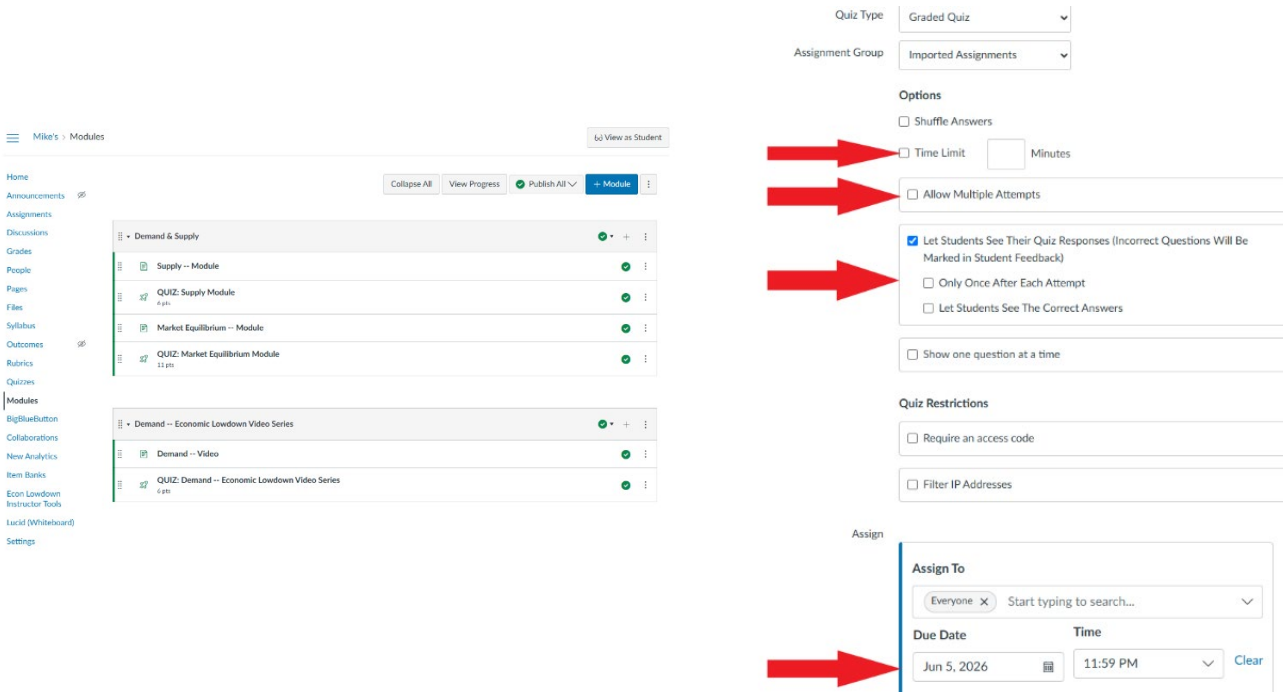 Mike's > Modules
View as Student
Home
Announcements
Assignments
Discussions
Grades
People
Pages
Files
Syllabus
Outcomes
Rubrics
Quizzes
Modules
BigBlueButton
Collaborations
New Analytics
Item Banks
Econ Lowdown
Instructor Tools
Lucid (Whiteboard)
Settings
Collapse All View Progress Publish All + Module
Demand & Supply
Supply -- Module
QUIZ: Supply Module
6 pts
Market Equilibrium -- Module
QUIZ: Market Equilibrium Module
11 pts
Demand -- Economic Lowdown Video Series
Demand -- Video
QUIZ: Demand -- Economic Lowdown Video Series
6 pts
Quiz Type Graded Quiz
Assignment Group Imported Assignments
Options
Shuffle Answers
Time Limit Minutes
Allow Multiple Attempts
Let Students See Their Quiz Responses (Incorrect Questions Will Be
Marked in Student Feedback)
Only Once After Each Attempt
Let Students See The Correct Answers
Show one question at a time
Quiz Restrictions
Require an access code
Filter IP Addresses
Assign
Assign To
Everyone X Start typing to search...
Due Date Time
Jun 5, 2026 11:59 PM Clear